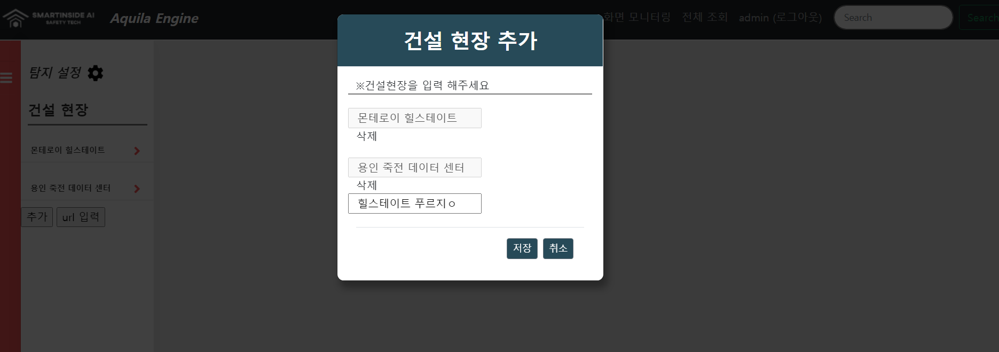 SMARTINSIDE AI
SAFETY TECH
Aquila Engine
화면 모니터링
전체 조회
admin (로그아웃)
Search
Search
탐지 설정
건설 현장
몬테로이 힐스테이트
용인 죽전 데이터 센터
추가
url 입력
건설 현장 추가
※건설현장을 입력 해주세요
몬테로이 힐스테이트
삭제
용인 죽전 데이터 센터
삭제
힐스테이트 푸르지ㅇ
저장
취소